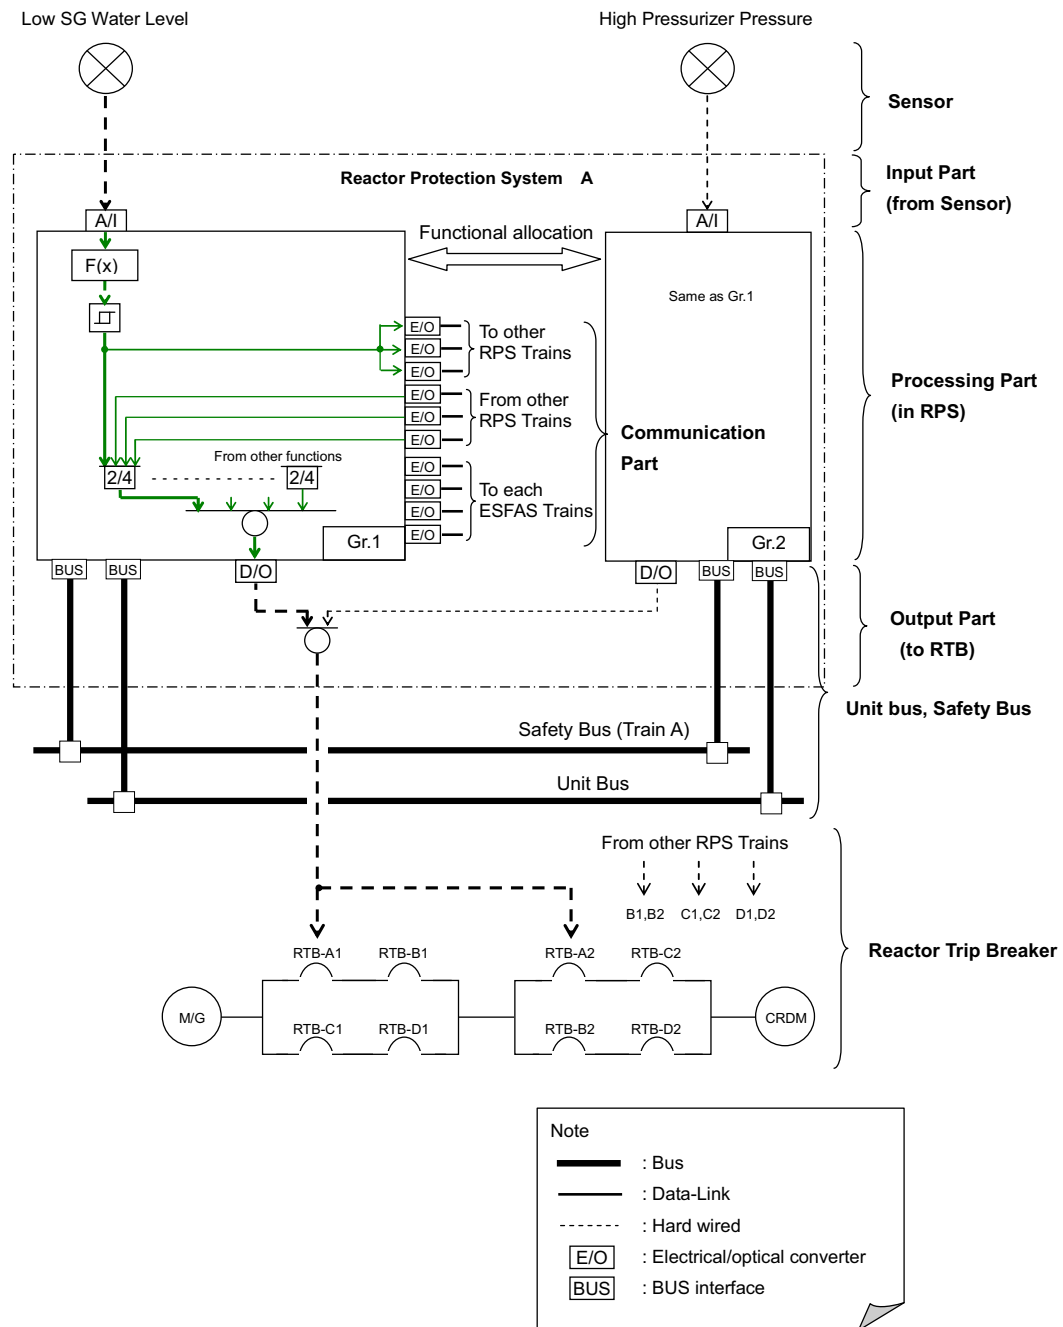 Low SG Water Level
High Pressurizer Pressure
Sensor
Input Part
(from Sensor)
Reactor Protection System A
A/I
A/I
Functional allocation
F(x)
Same as Gr.1
E/O
E/O
E/O
To other
RPS Trains
Processing Part
(in RPS)
E/O
E/O
E/O
From other
RPS Trains
Communication
Part
From other functions
2/4
2/4
E/O
E/O
E/O
E/O
To each
ESFAS Trains
Gr.1
Gr.2
BUS
BUS
D/O
D/O
BUS
BUS
Output Part
(to RTB)
Unit bus, Safety Bus
Safety Bus (Train A)
Unit Bus
From other RPS Trains
B1,B2
C1,C2
D1,D2
Reactor Trip Breaker
RTB-A1
RTB-B1
RTB-A2
RTB-C2
M/G
CRDM
RTB-C1
RTB-D1
RTB-B2
RTB-D2
Note
: Bus
: Data-Link
: Hard wired
E/O : Electrical/optical converter
BUS : BUS interface